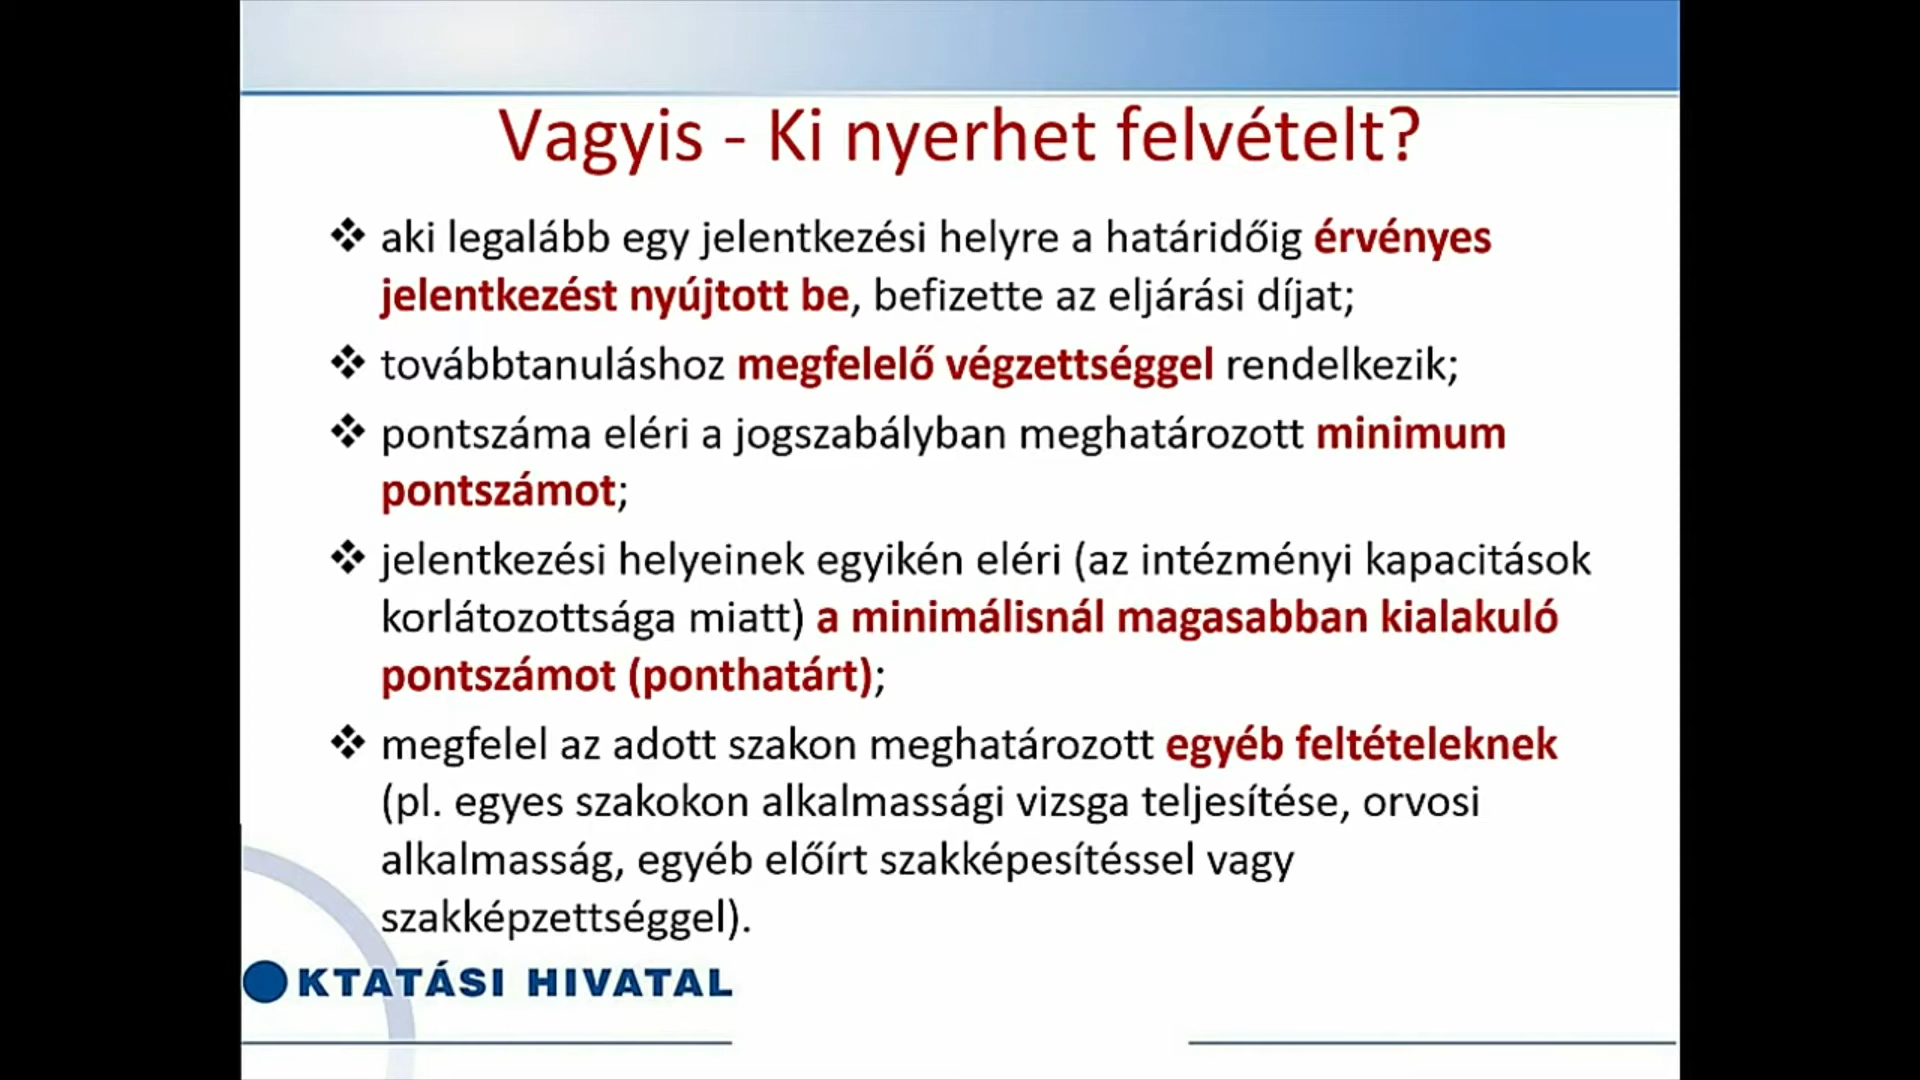 Vagyis - Ki nyerhet felvételt?
❖ aki legalább egy jelentkezési helyre a határidőig érvényes
jelentkezést nyújtott be, befizette az eljárási díjat;
❖ továbbtanuláshoz megfelelő végzettséggel rendelkezik;
❖ pontszáma eléri a jogszabályban meghatározott minimum
pontszámot;
❖ jelentkezési helyeinek egyikén eléri (az intézményi kapacitások
korlátozottsága miatt) a minimálisnál magasabban kialakuló
pontszámot (ponthatárt);
❖ megfelel az adott szakon meghatározott egyéb feltételeknek
(pl. egyes szakokon alkalmassági vizsga teljesítése, orvosi
alkalmasság, egyéb előírt szakképesítéssel vagy
szakképzettséggel).
OKTATÁSI HIVATAL